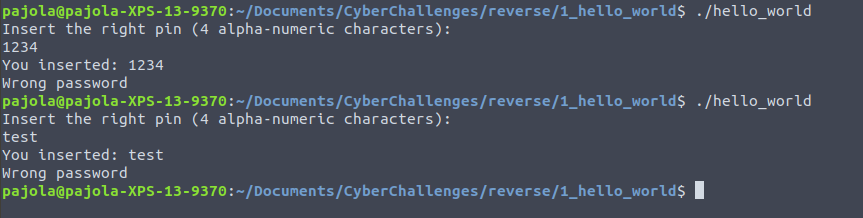 pajola@pajola-XPS-13-9370:~/Documents/CyberChallenges/reverse/1_hello_world$ ./hello_world
Insert the right pin (4 alpha-numeric characters):
1234
You inserted: 1234
Wrong password
pajola@pajola-XPS-13-9370:~/Documents/CyberChallenges/reverse/1_hello_world$ ./hello_world
Insert the right pin (4 alpha-numeric characters):
test
You inserted: test
Wrong password
pajola@pajola-XPS-13-9370:~/Documents/CyberChallenges/reverse/1_hello_world$